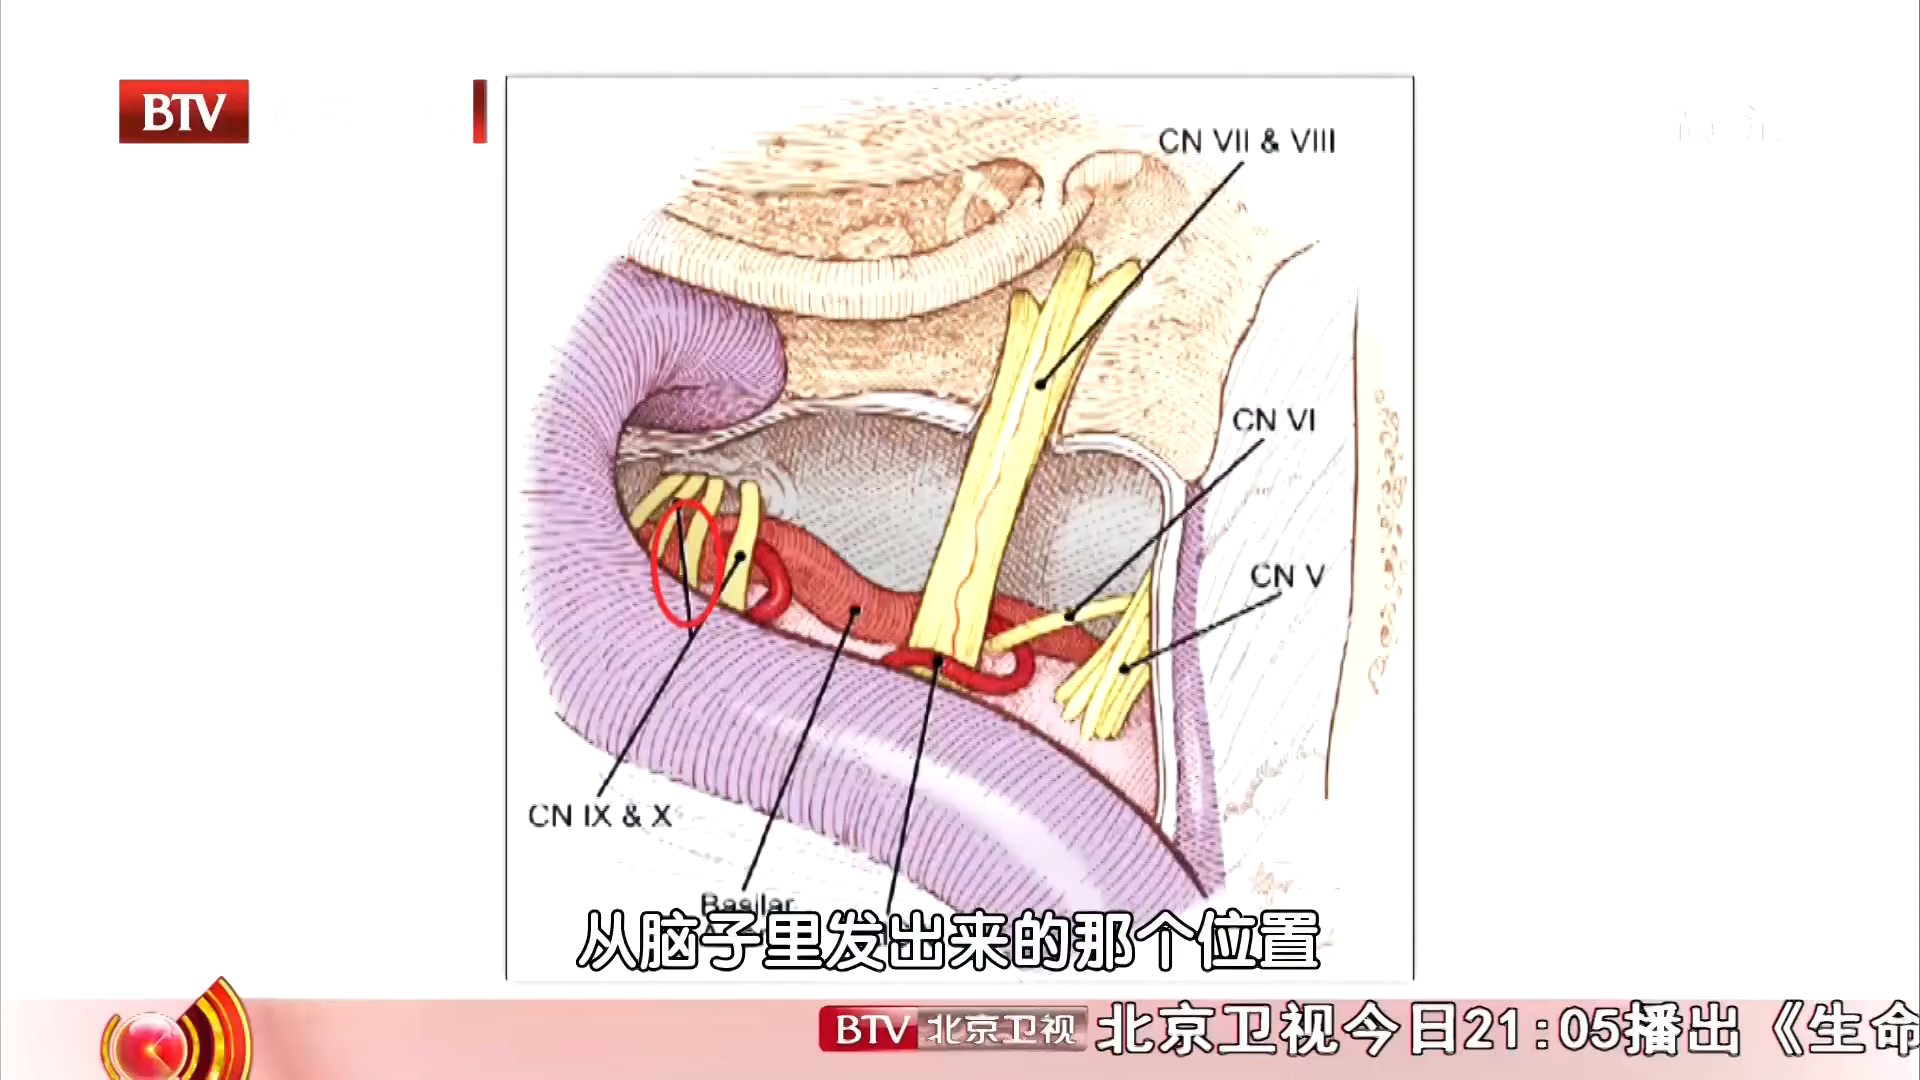 BTV
CN VII & VIII
CN VI
CN V
CN IX & X
Basilar
从脑子里发出来的那个位置
BTV 北京卫视 北京卫视今日21:05播出《生命